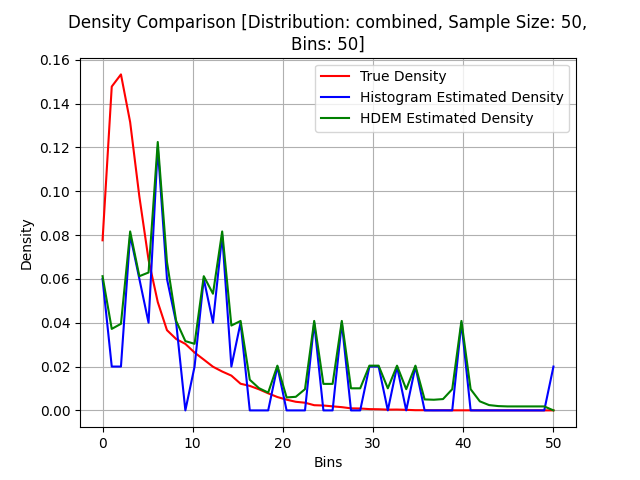 Density Comparison [Distribution: combined, Sample Size: 50,
Bins: 50]
True Density
Histogram Estimated Density
HDEM Estimated Density
Density
0.16
0.14
0.12
0.10
0.08
0.06
0.04
0.02
0.00
0 10 20 30 40 50
Bins